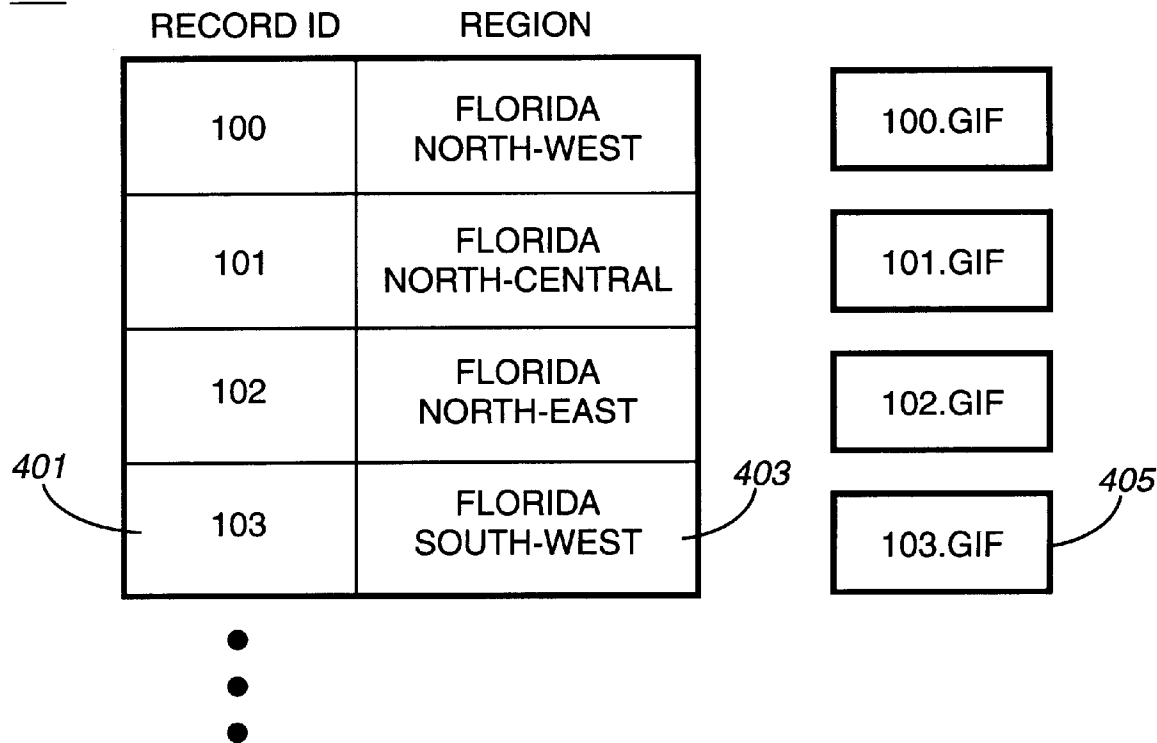 RECORD ID REGION
100 FLORIDA NORTH-WEST 100.GIF
101 FLORIDA NORTH-CENTRAL 101.GIF
102 FLORIDA NORTH-EAST 102.GIF
401 403 405
103 FLORIDA SOUTH-WEST 103.GIF